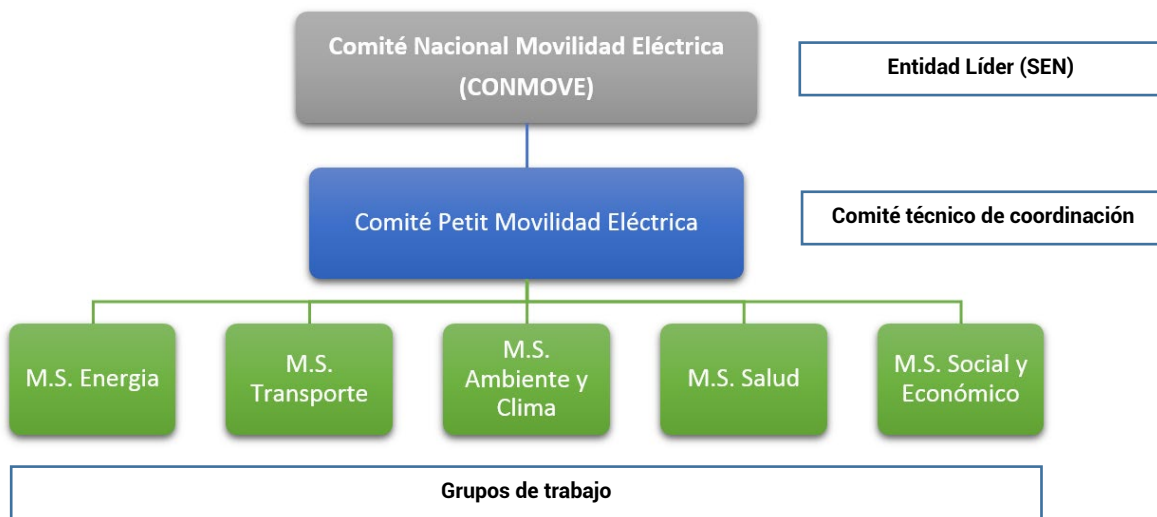 Comité Nacional Movilidad Eléctrica
(CONMOVE)
Entidad Líder (SEN)
Comité Petit Movilidad Eléctrica
Comité técnico de coordinación
M.S. Energia
M.S.
Transporte
M.S.
Ambiente y
Clima
M.S. Salud
M.S. Social y
Económico
Grupos de trabajo